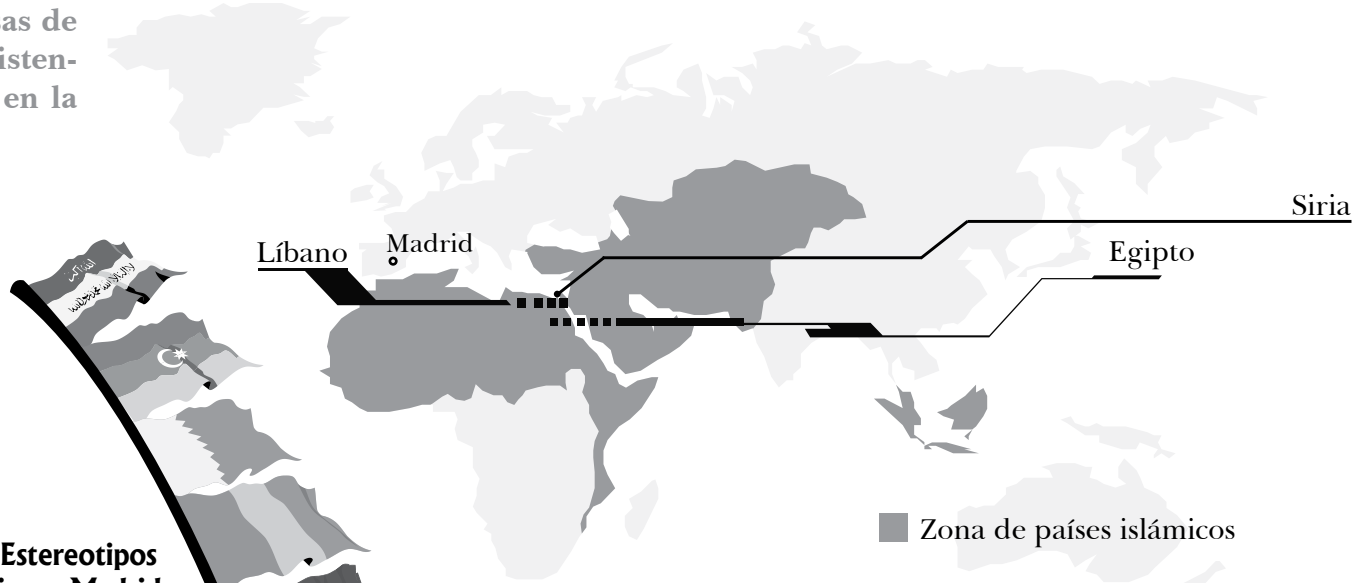 as de
isten-
en la
Siria
Madrid
Líbano
Egipto
Zona de países islámicos
Estereotipos